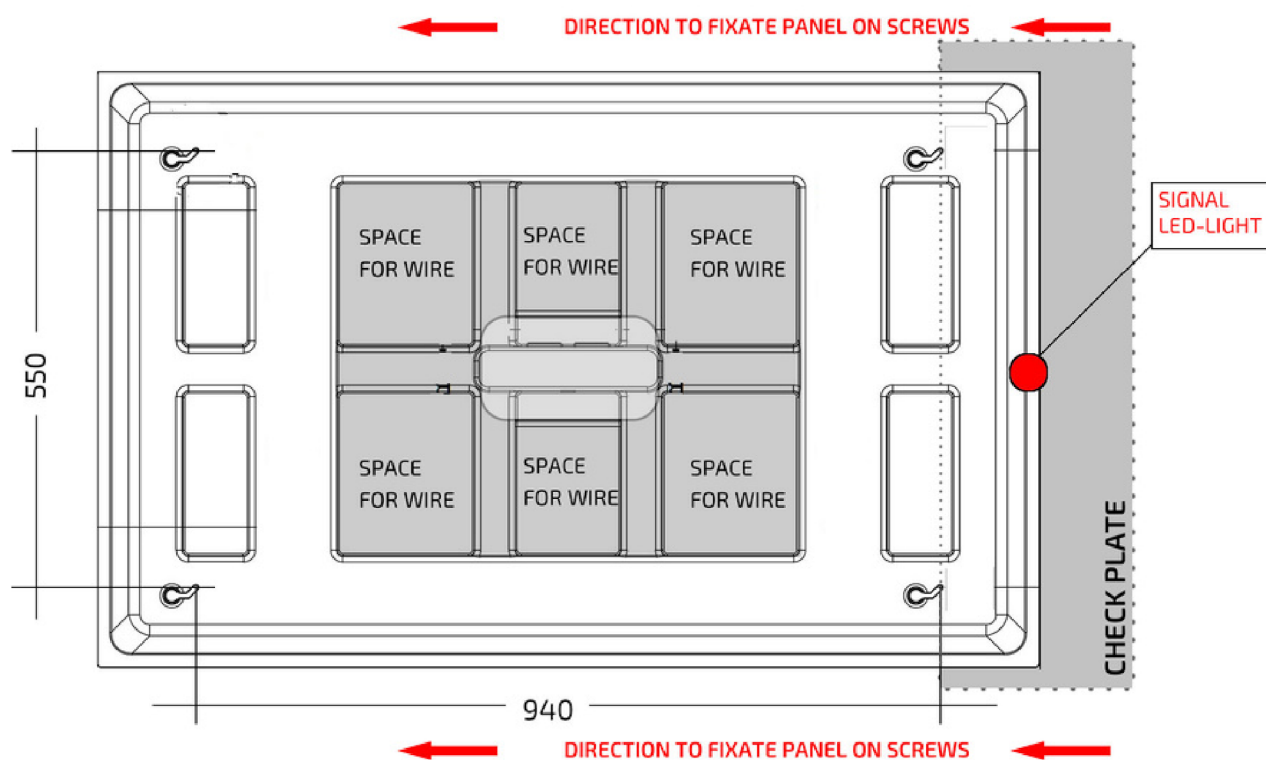 DIRECTION TO FIXATE PANEL ON SCREWS
SIGNAL
LED-LIGHT
SPACE
FOR WIRE
SPACE
FOR WIRE
SPACE
FOR WIRE
550
SPACE
FOR WIRE
SPACE
FOR WIRE
SPACE
FOR WIRE
CHECK PLATE
940
DIRECTION TO FIXATE PANEL ON SCREWS